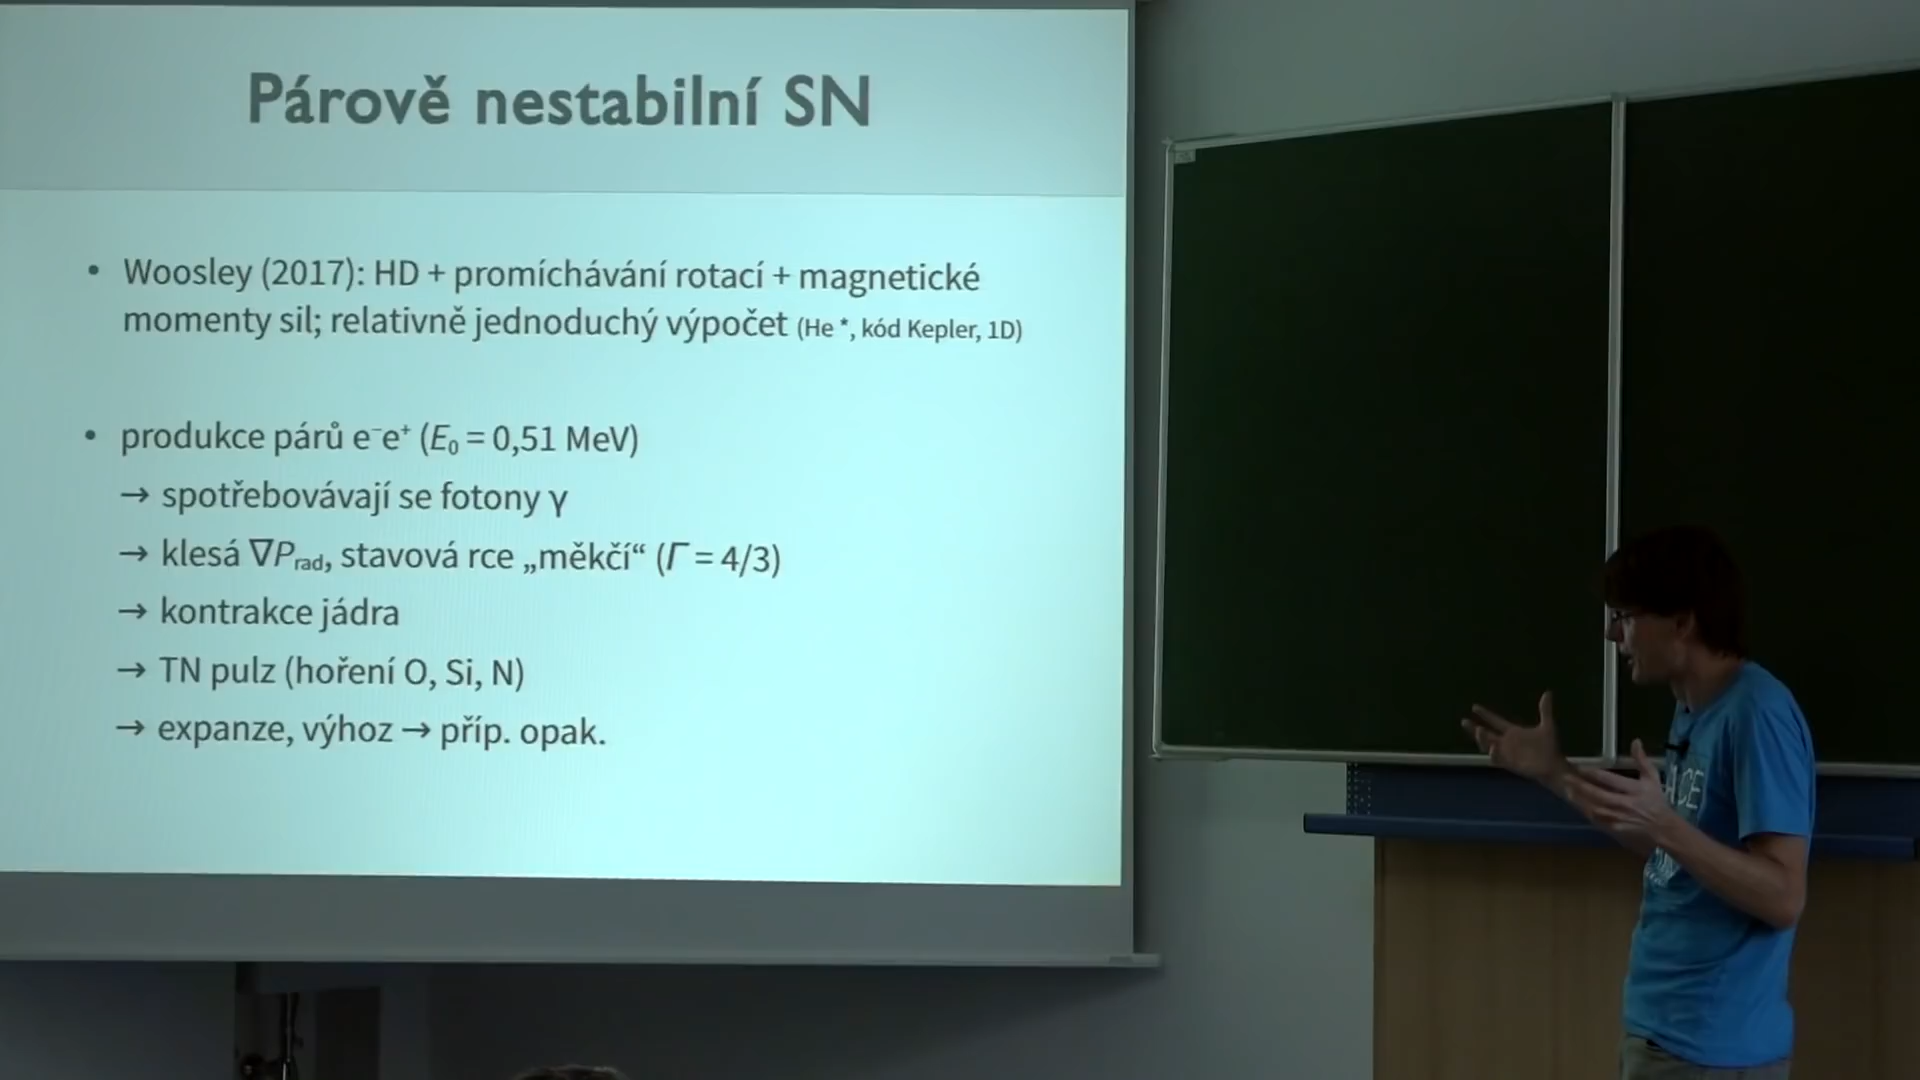 Párově nestabilní SN
• Woosley (2017): HD + promíchávání rotací + magnetické
momenty sil; relativně jednoduchý výpočet (He *, kód Kepler, 1D)
• produkce párů e⁻e⁺ (E₀ = 0,51 MeV)
→ spotřebovávají se fotony γ
→ klesá ∇P_rad, stavová rce „měkčí“ (Γ = 4/3)
→ kontrakce jádra
→ TN pulz (hoření O, Si, N)
→ expanze, výhoz → příp. opak.